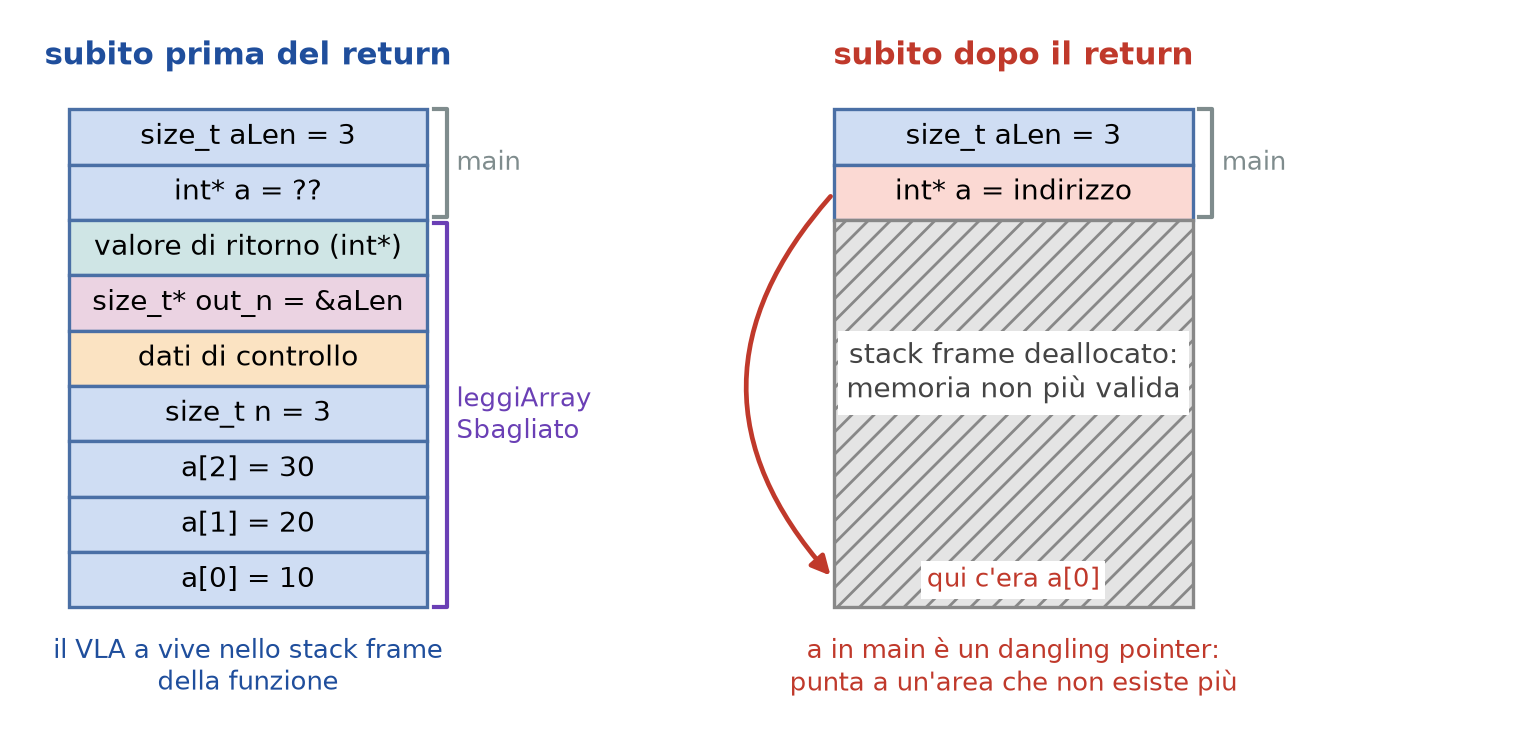 subito prima del return
size_t aLen = 3
int* a = ??
main
valore di ritorno (int*)
size_t* out_n = &aLen
dati di controllo
size_t n = 3
a[2] = 30
a[1] = 20
a[0] = 10
leggiArray
Sbagliato
il VLA a vive nello stack frame
della funzione
subito dopo il return
size_t aLen = 3
int* a = indirizzo
main
stack frame deallocato:
memoria non più valida
qui c'era a[0]
a in main è un dangling pointer:
punta a un'area che non esiste più